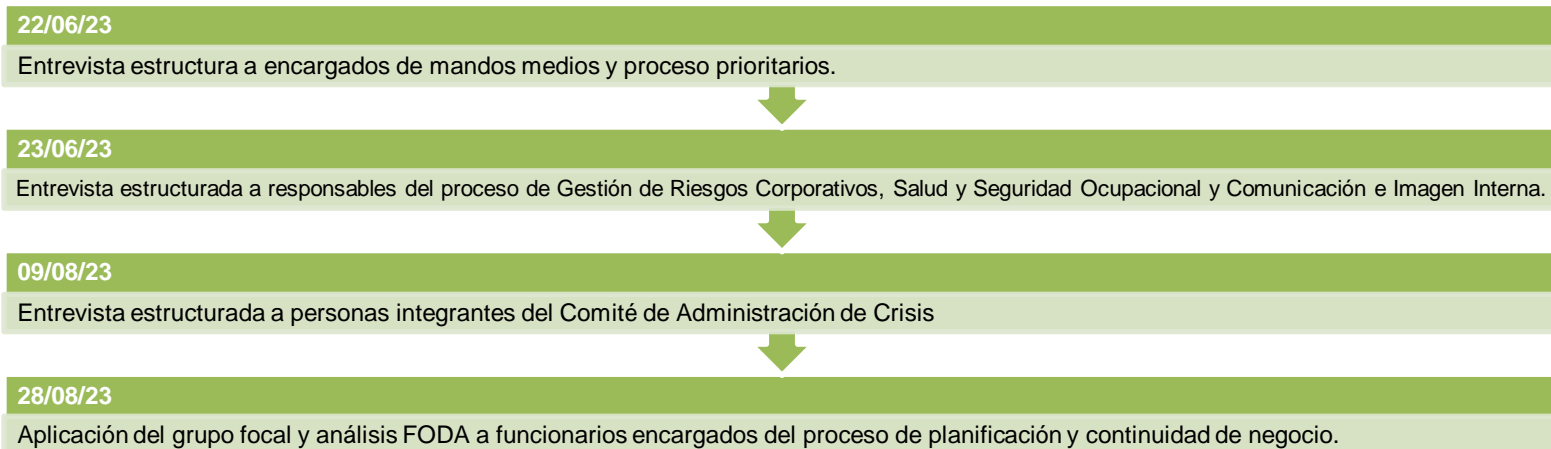 22/06/23
Entrevista estructura a encargados de mandos medios y proceso prioritarios.
23/06/23
Entrevista estructurada a responsables del proceso de Gestión de Riesgos Corporativos, Salud y Seguridad Ocupacional y Comunicación e Imagen Interna.
09/08/23
Entrevista estructurada a personas integrantes del Comité de Administración de Crisis
28/08/23
Aplicación del grupo focal y análisis FODA a funcionarios encargados del proceso de planificación y continuidad de negocio.